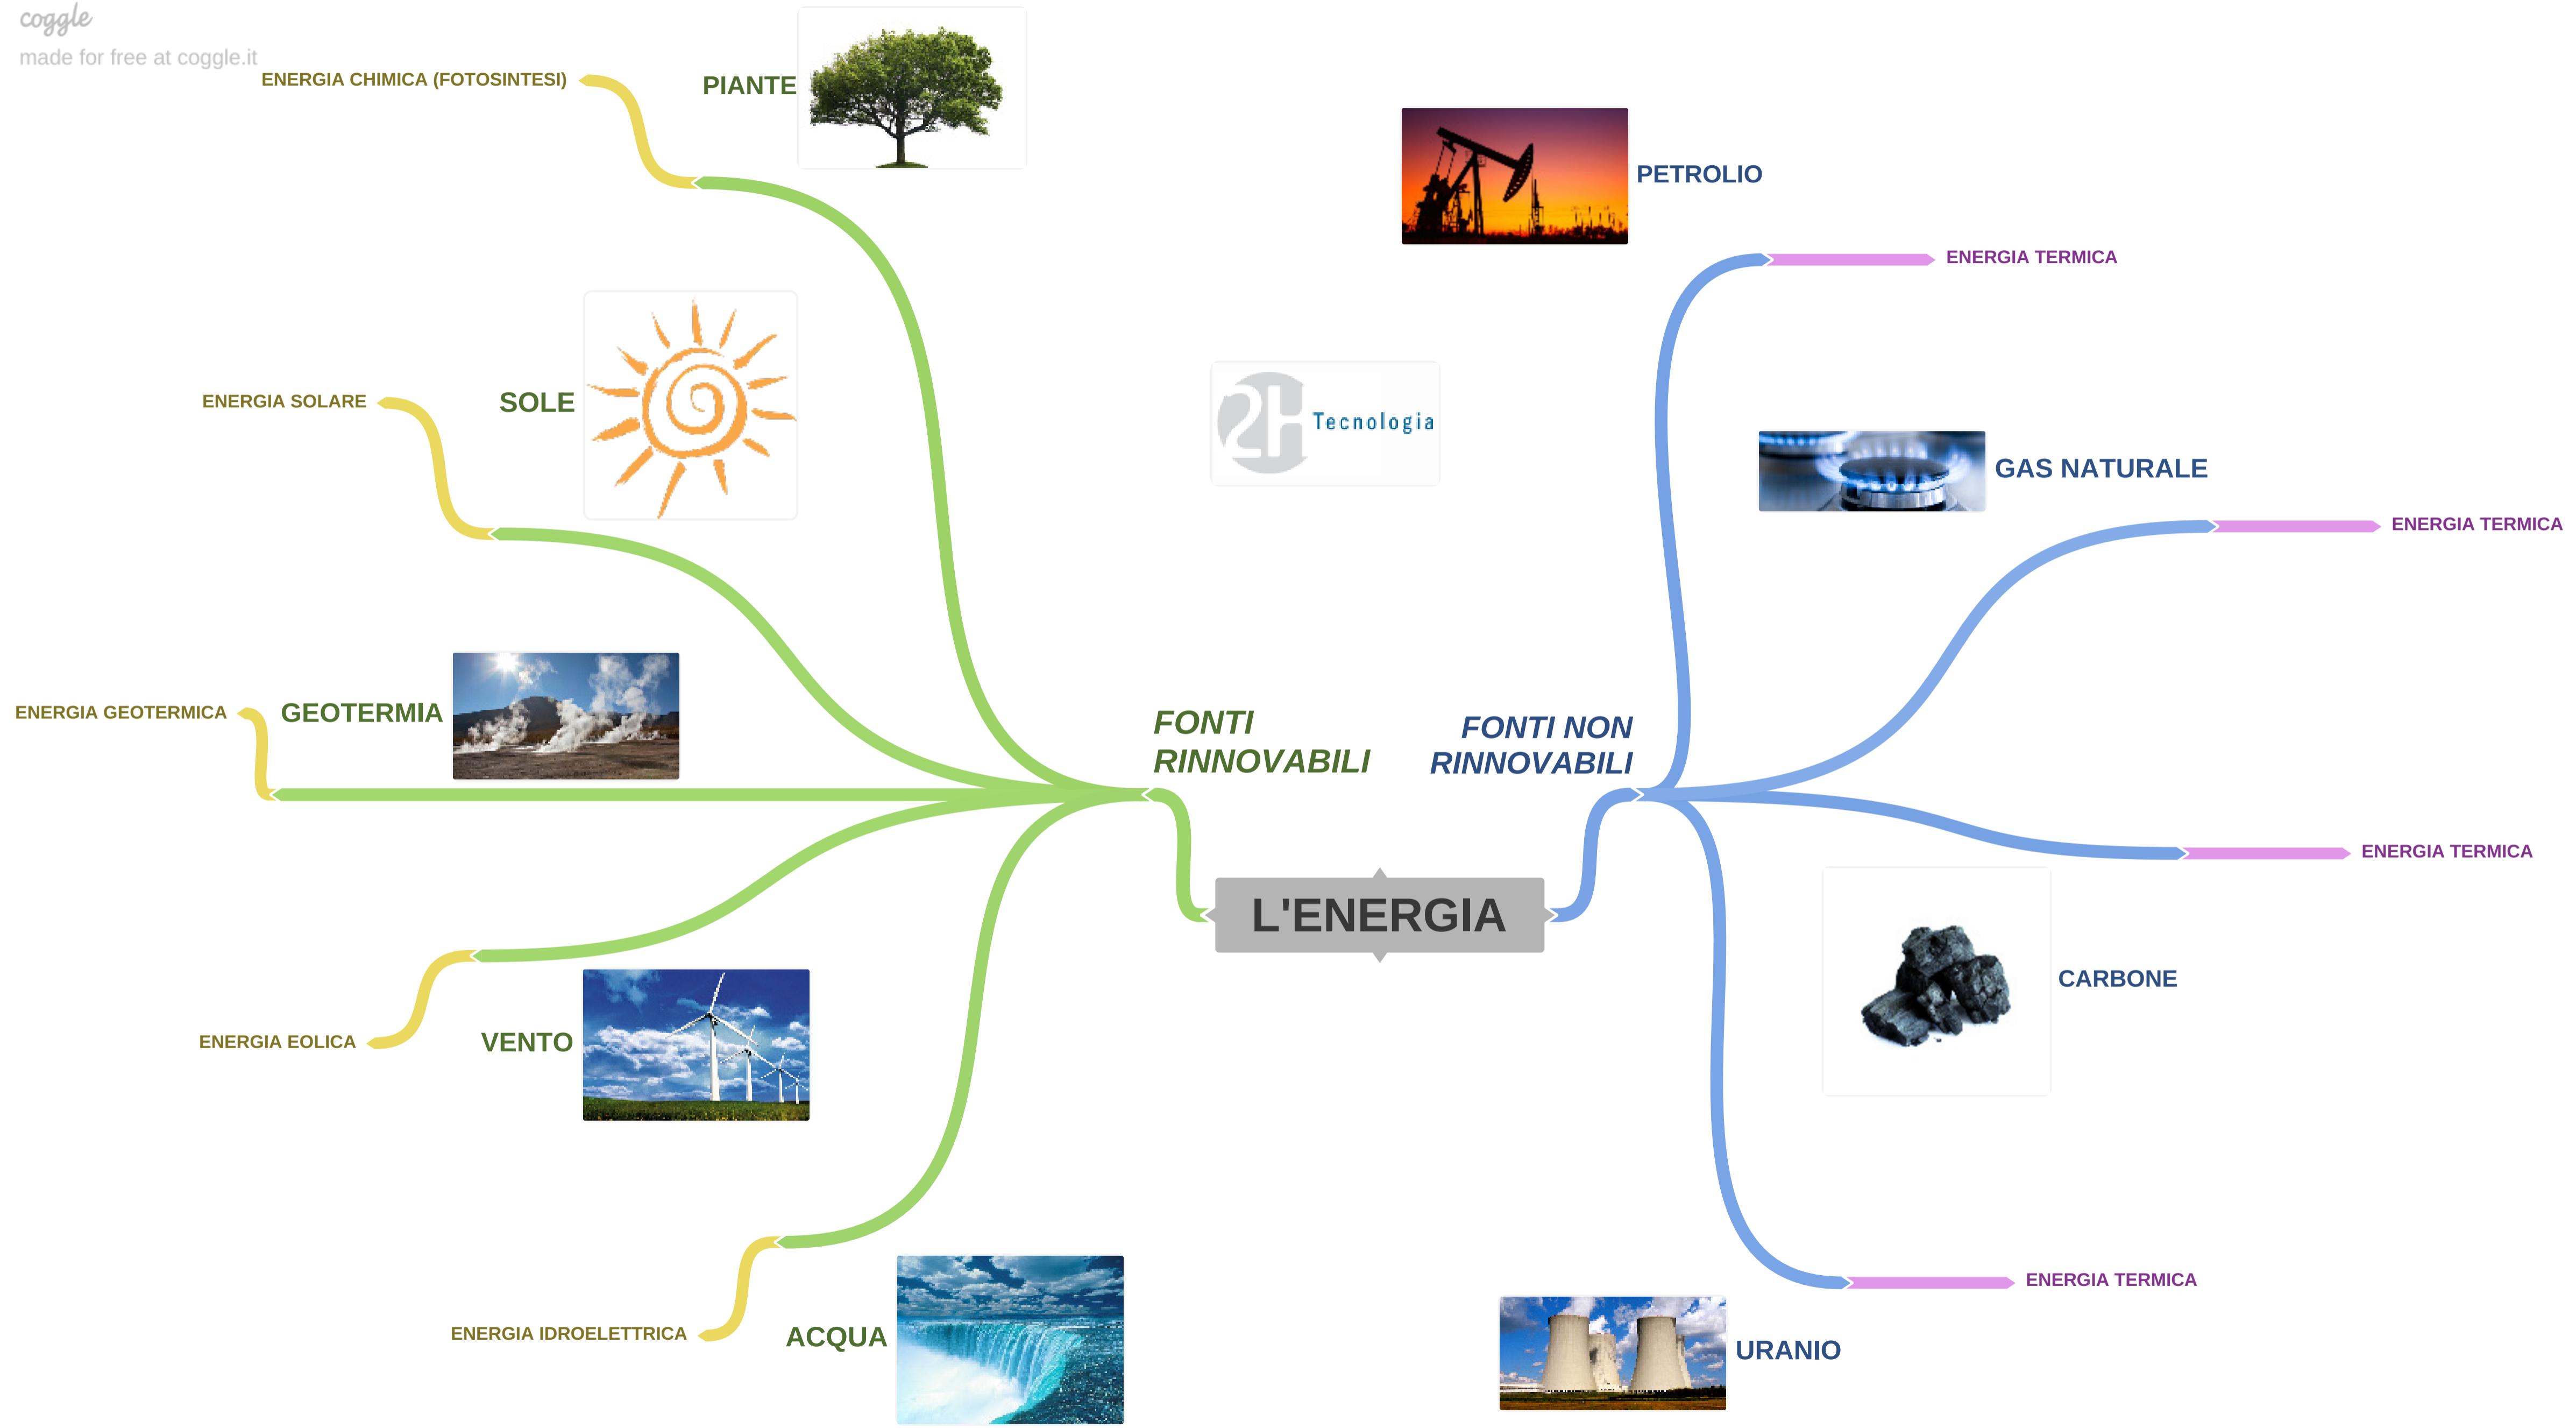 coggle
made for free at coggle.it
ENERGIA CHIMICA (FOTOSINTESI)
PIANTE
SOLE
ENERGIA SOLARE
GEOTERMIA
ENERGIA GEOTERMICA
VENTO
ENERGIA EOLICA
ACQUA
ENERGIA IDROELETTRICA
FONTI
RINNOVABILI
2H Tecnologia
L'ENERGIA
FONTI NON
RINNOVABILI
PETROLIO
ENERGIA TERMICA
GAS NATURALE
ENERGIA TERMICA
ENERGIA TERMICA
CARBONE
ENERGIA TERMICA
URANIO